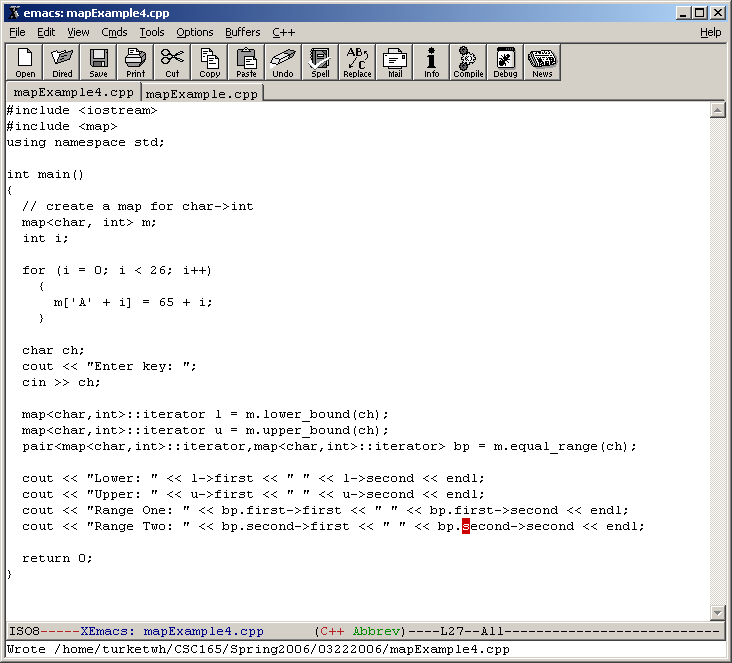 emacs: mapExample4.cpp
File Edit View Cmds Tools Options Buffers C++ Help
Open Dired Save Print Cut Copy Paste Undo Spell Replace Mail Info Compile Debug News
mapExample4.cpp mapExample.cpp
#include <iostream>
#include <map>
using namespace std;
int main()
{
  // create a map for char->int
  map<char, int> m;
  int i;
  for (i = 0; i < 26; i++)
    {
      m['A' + i] = 65 + i;
    }
  char ch;
  cout << "Enter key: ";
  cin >> ch;
  map<char,int>::iterator l = m.lower_bound(ch);
  map<char,int>::iterator u = m.upper_bound(ch);
  pair<map<char,int>::iterator,map<char,int>::iterator> bp = m.equal_range(ch);
  cout << "Lower: " << l->first << " " << l->second << endl;
  cout << "Upper: " << u->first << " " << u->second << endl;
  cout << "Range One: " << bp.first->first << " " << bp.first->second << endl;
  cout << "Range Two: " << bp.second->first << " " << bp.second->second << endl;
  return 0;
}
ISO8-----XEmacs: mapExample4.cpp      (C++ Abbrev)----L27--All----------------------------
Wrote /home/turketwh/CSC165/Spring2006/03222006/mapExample4.cpp